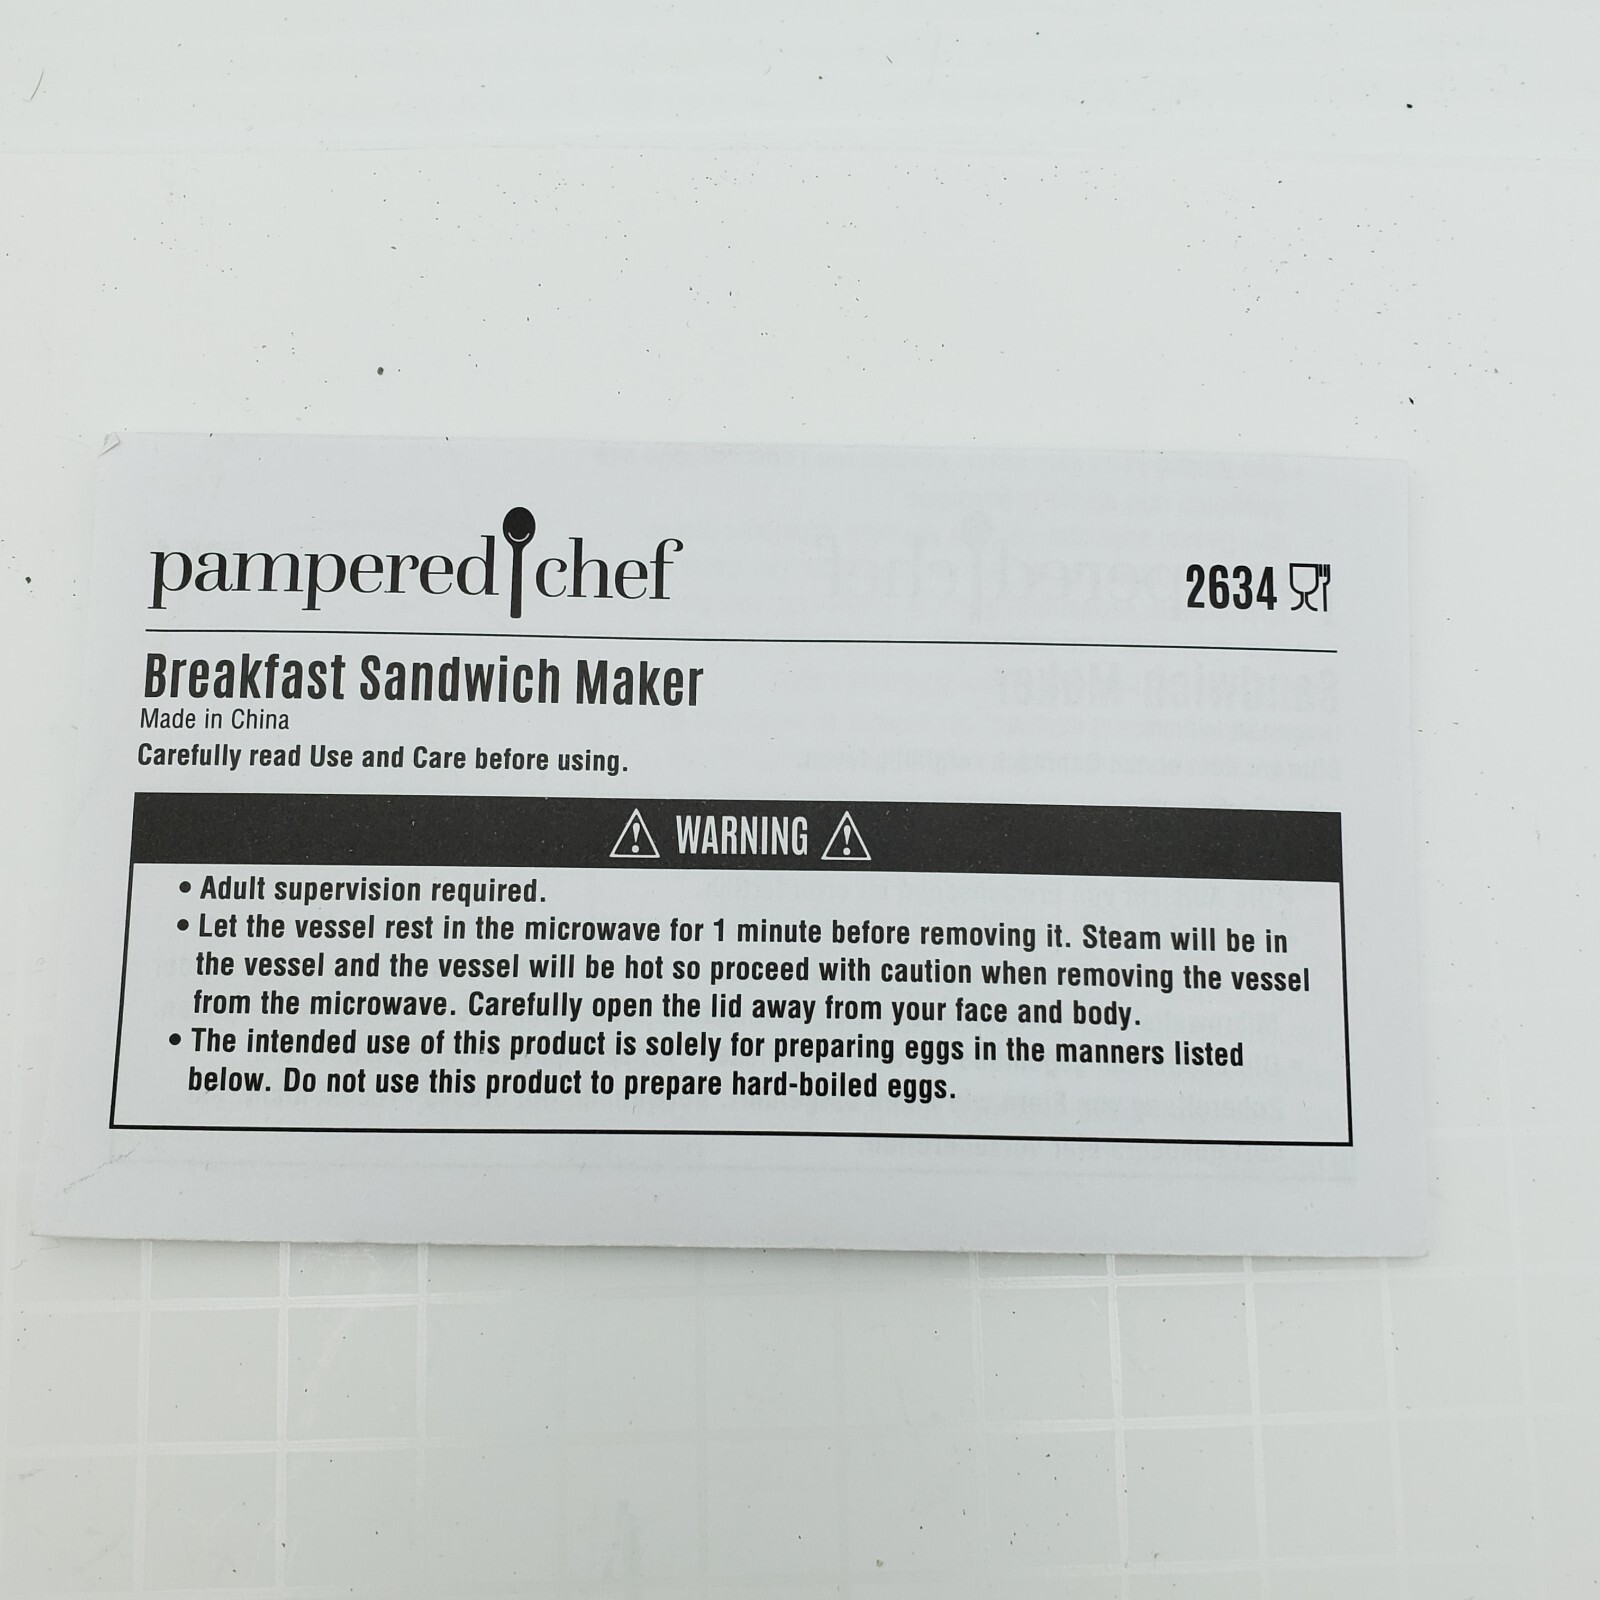 pampered chef
2634
Breakfast Sandwich Maker
Made in China
Carefully read Use and Care before using.
WARNING
• Adult supervision required.
• Let the vessel rest in the microwave for 1 minute before removing it. Steam will be in
the vessel and the vessel will be hot so proceed with caution when removing the vessel
from the microwave. Carefully open the lid away from your face and body.
• The intended use of this product is solely for preparing eggs in the manners listed
below. Do not use this product to prepare hard-boiled eggs.